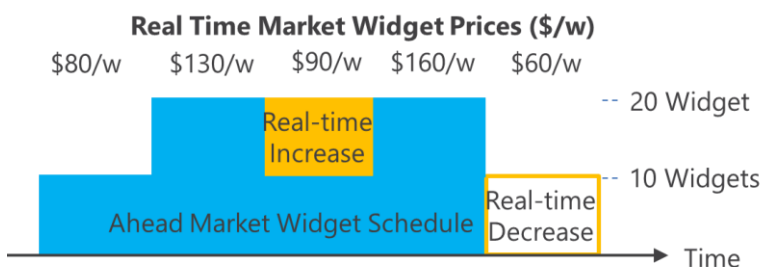 Real Time Market Widget Prices ($/w)
$80/w $130/w $90/w $160/w $60/w
20 Widget
Real-time
Increase
10 Widgets
Real-time
Decrease
Ahead Market Widget Schedule
Time